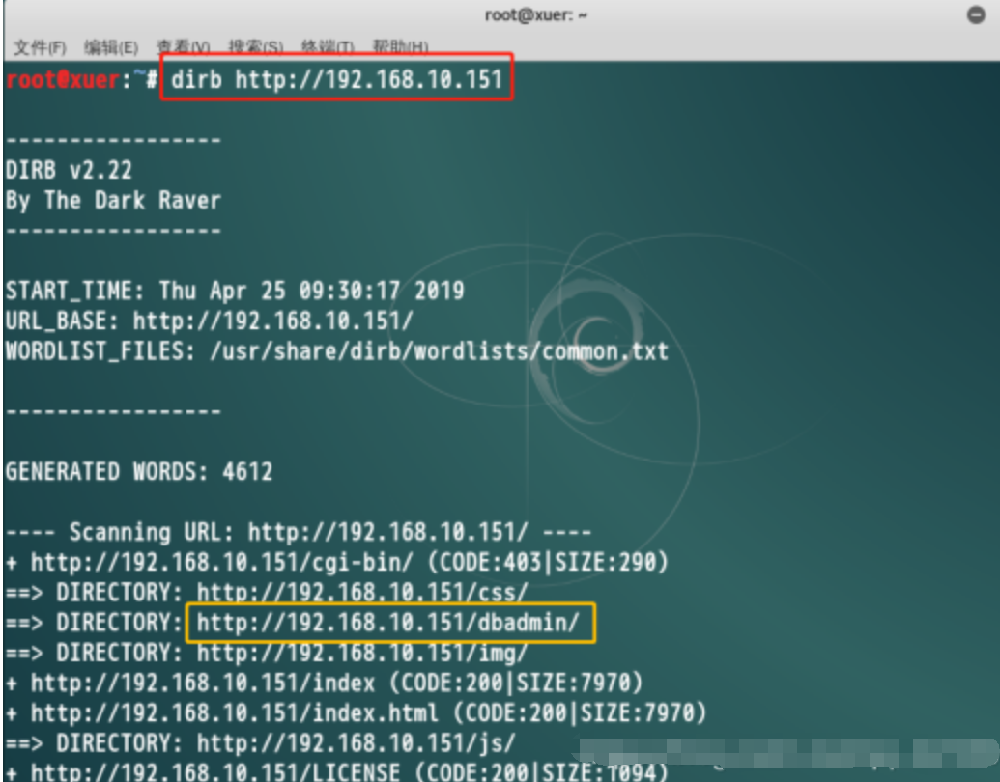 root@xuer: ~
文件(F) 编辑(E) 查看(V) 搜索(S) 终端(T) 帮助(H)
root@xuer:~# dirb http://192.168.10.151
-----------------
DIRB v2.22
By The Dark Raver
-----------------
START_TIME: Thu Apr 25 09:30:17 2019
URL_BASE: http://192.168.10.151/
WORDLIST_FILES: /usr/share/dirb/wordlists/common.txt
-----------------
GENERATED WORDS: 4612
---- Scanning URL: http://192.168.10.151/ ----
+ http://192.168.10.151/cgi-bin/ (CODE:403|SIZE:290)
==> DIRECTORY: http://192.168.10.151/css/
==> DIRECTORY: http://192.168.10.151/dbadmin/
==> DIRECTORY: http://192.168.10.151/img/
+ http://192.168.10.151/index (CODE:200|SIZE:7970)
+ http://192.168.10.151/index.html (CODE:200|SIZE:7970)
==> DIRECTORY: http://192.168.10.151/js/
+ http://192.168.10.151/LICENSE (CODE:200|SIZE:1094)